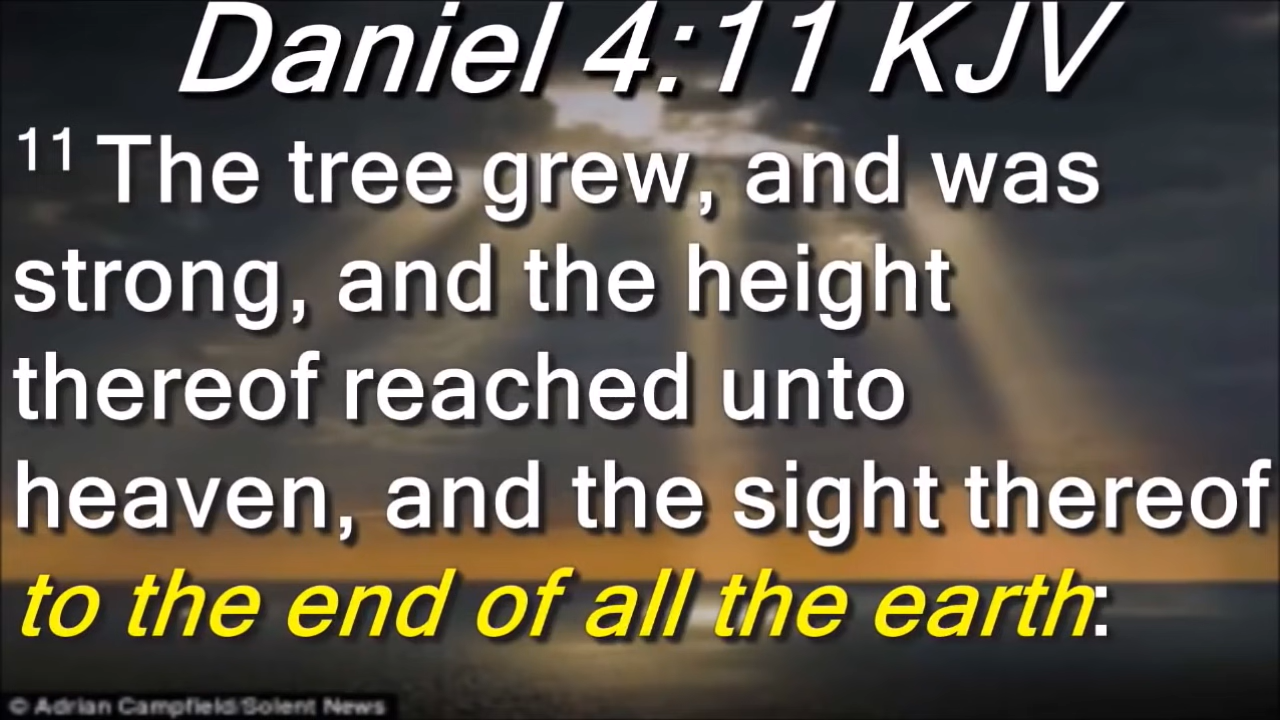 Daniel 4:11 KJV
11 The tree grew, and was
strong, and the height
thereof reached unto
heaven, and the sight thereof
to the end of all the earth:
© Adrian Campfield/Solent News